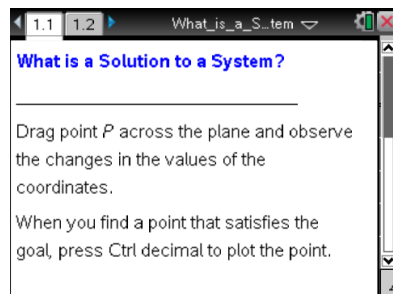 1.1 1.2 What_is_a_S...tem
What is a Solution to a System?
Drag point P across the plane and observe
the changes in the values of the
coordinates.
When you find a point that satisfies the
goal, press Ctrl decimal to plot the point.